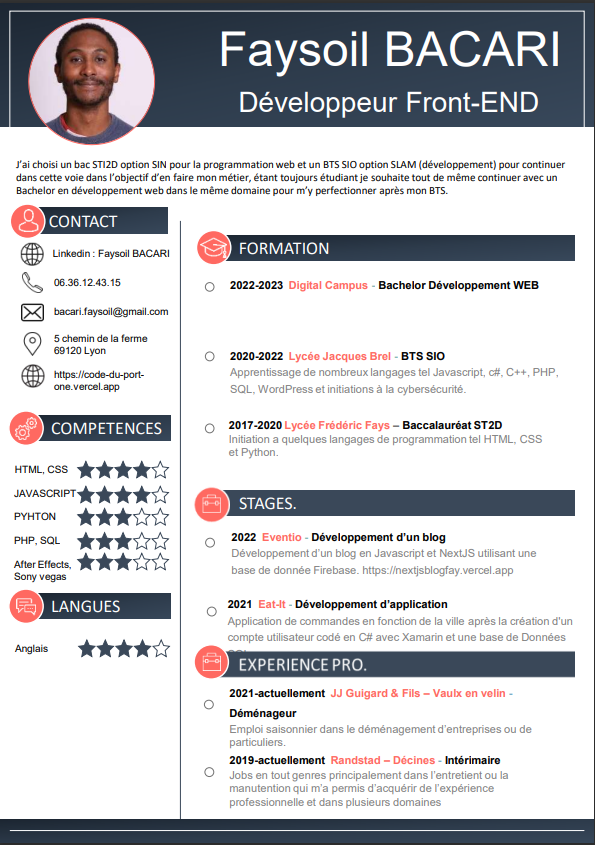 Faysoil BACARI
Développeur Front-END
J'ai choisi un bac STI2D option SIN pour la programmation web et un BTS SIO option SLAM (développement) pour continuer
dans cette voie dans l'objectif d'en faire mon métier, étant toujours étudiant je souhaite tout de même continuer avec un
Bachelor en développement web dans le même domaine pour m'y perfectionner après mon BTS.
CONTACT
Linkedin : Faysoil BACARI
06.36.12.43.15
bacari.faysoil@gmail.com
5 chemin de la ferme
69120 Lyon
https://code-du-port-
one.vercel.app
COMPETENCES
HTML, CSS
JAVASCRIPT
PYHTON
PHP, SQL
After Effects,
Sony vegas
LANGUES
Anglais
FORMATION
2022-2023 Digital Campus - Bachelor Développement WEB
2020-2022 Lycée Jacques Brel - BTS SIO
Apprentissage de nombreux langages tel Javascript, c#, C++, PHP,
SQL, WordPress et initiations à la cybersécurité.
2017-2020 Lycée Frédéric Fays – Baccalauréat ST2D
Initiation a quelques langages de programmation tel HTML, CSS
et Python.
STAGES.
2022 Eventio - Développement d'un blog
Développement d'un blog en Javascript et NextJS utilisant une
base de donnée Firebase. https://nextjsblogfay.vercel.app
2021 Eat-It - Développement d'application
Application de commandes en fonction de la ville après la création d'un
compte utilisateur codé en C# avec Xamarin et une base de Données
EXPERIENCE PRO.
2021-actuellement JJ Guigard & Fils – Vaulx en velin -
Déménageur
Emploi saisonnier dans le déménagement d'entreprises ou de
particuliers.
2019-actuellement Randstad – Décines - Intérimaire
Jobs en tout genres principalement dans l'entretient ou la
manutention qui m'a permis d'acquérir de l'expérience
professionnelle et dans plusieurs domaines